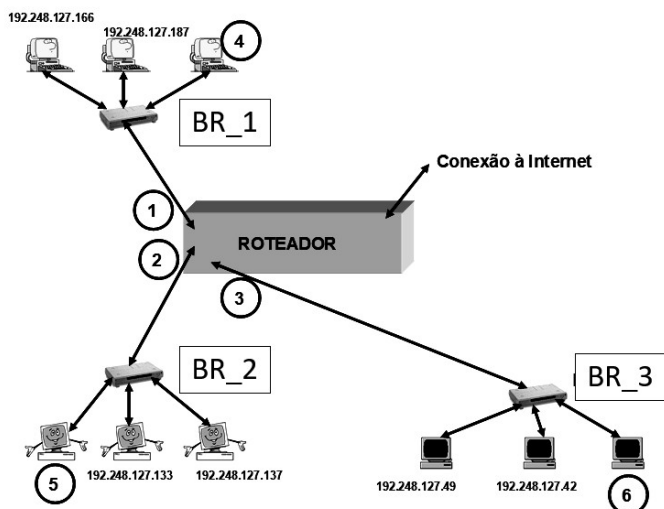 192.248.127.166
192.248.127.187
4
BR_1
Conexão à Internet
1
ROTEADOR
2
3
BR_2
BR_3
5
192.248.127.133
192.248.127.137
192.248.127.49
192.248.127.42
6